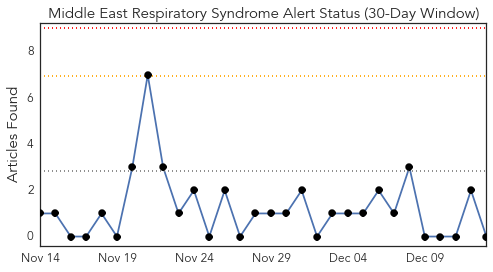 Middle East Respiratory Syndrome Alert Status (30-Day Window)
Articles Found
8
6
4
2
0
Nov 14 Nov 19 Nov 24 Nov 29 Dec 04 Dec 09